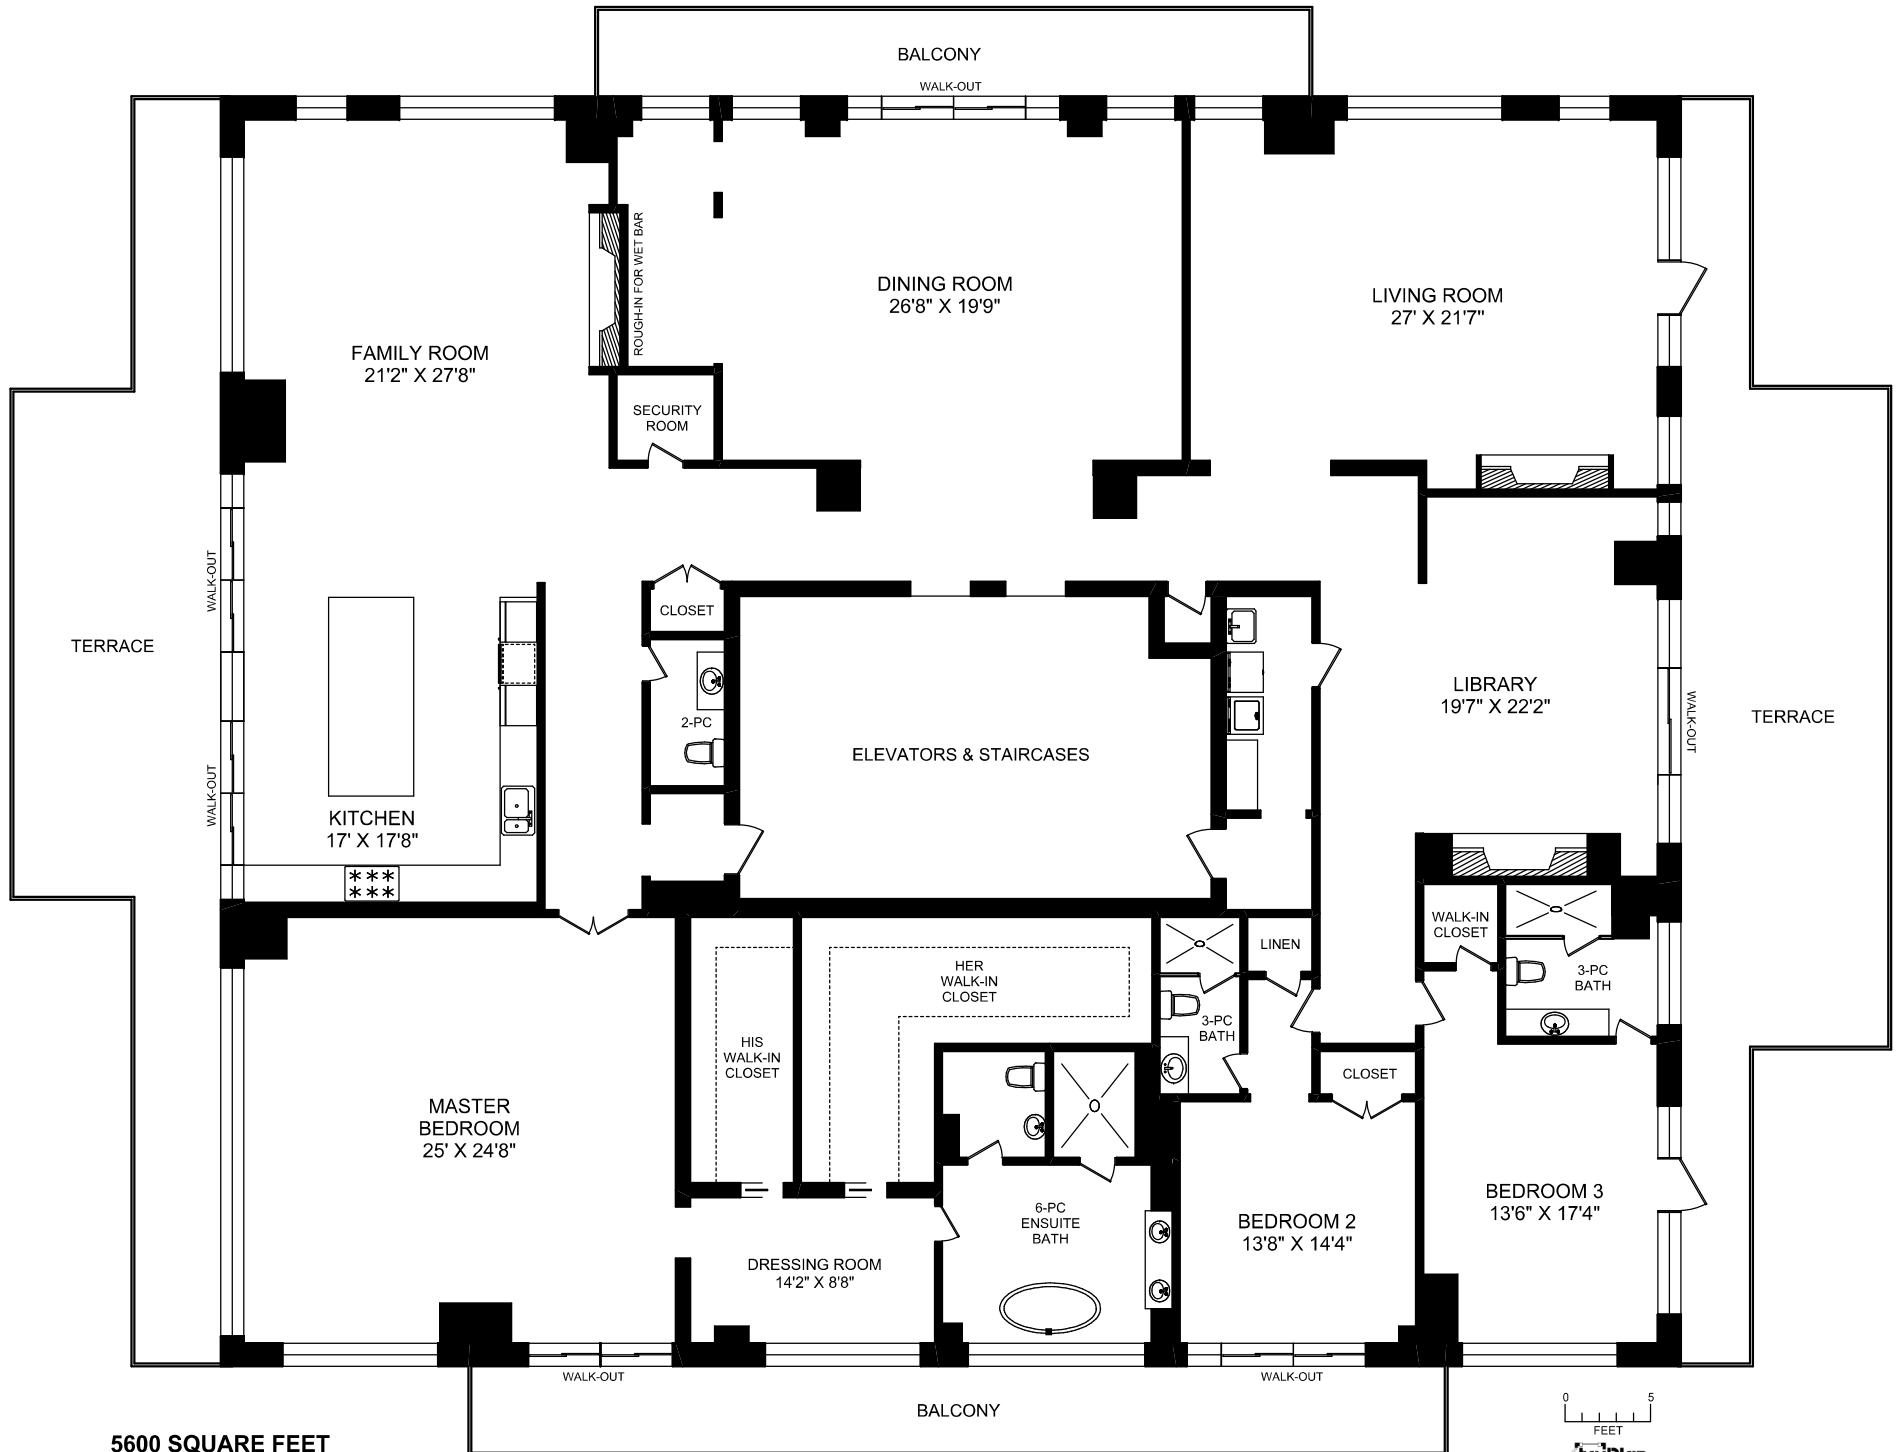 BALCONY
WALK-OUT
ROUGH-IN FOR WET BAR
DINING ROOM
26'8" X 19'9"
LIVING ROOM
27' X 21'7"
FAMILY ROOM
21'2" X 27'8"
SECURITY
ROOM
WALK-OUT
CLOSET
TERRACE
LIBRARY
19'7" X 22'2"
WALK-OUT
TERRACE
2-PC
ELEVATORS & STAIRCASES
WALK-OUT
KITCHEN
17' X 17'8"
WALK-IN
CLOSET
LINEN
HER
WALK-IN
CLOSET
3-PC
BATH
3-PC
BATH
HIS
WALK-IN
CLOSET
CLOSET
MASTER
BEDROOM
25' X 24'8"
BEDROOM 3
13'6" X 17'4"
6-PC
ENSUITE
BATH
BEDROOM 2
13'8" X 14'4"
DRESSING ROOM
14'2" X 8'8"
WALK-OUT
WALK-OUT
BALCONY
0 5
FEET
5600 SQUARE FEET